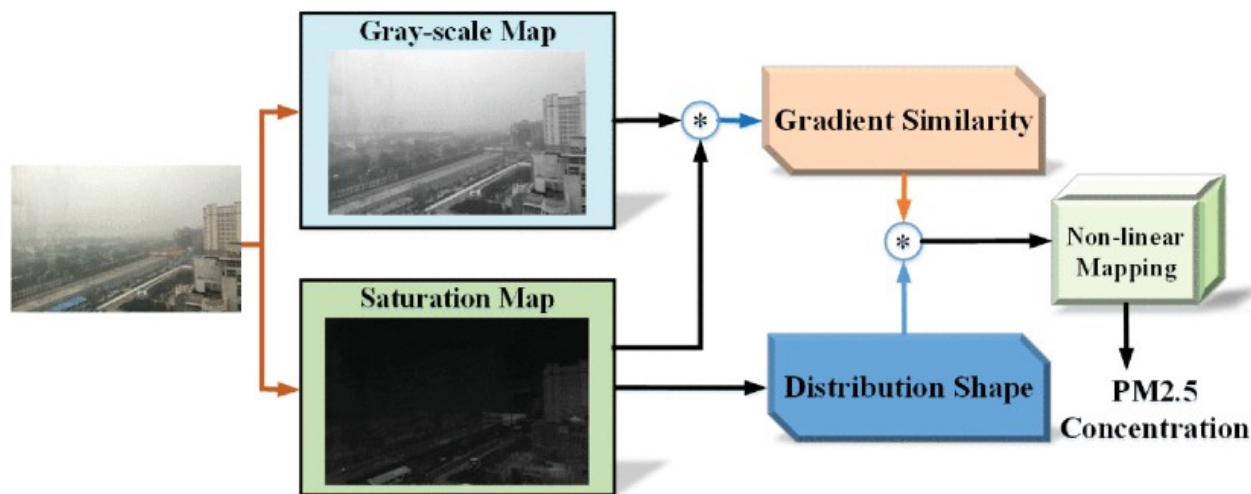 Gray-scale Map
*
Gradient Similarity
*
Non-linear
Mapping
Saturation Map
Distribution Shape
PM2.5
Concentration